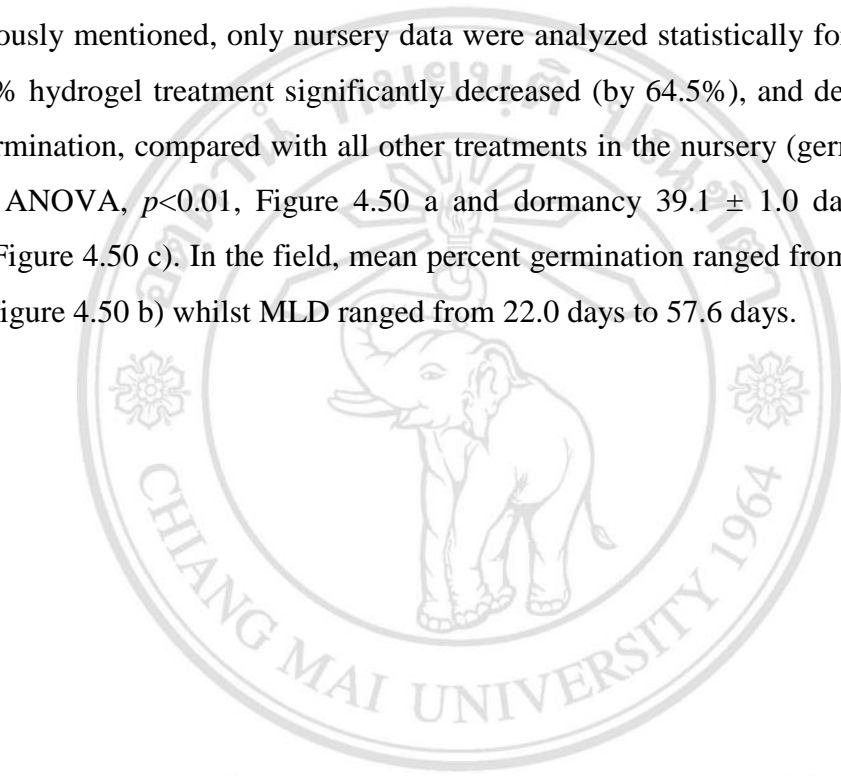 ously mentioned, only nursery data were analyzed statistically fo
% hydrogel treatment significantly decreased (by 64.5%), and de
rmination, compared with all other treatments in the nursery (ger
ANOVA, p<0.01, Figure 4.50 a and dormancy 39.1 ± 1.0 da
Figure 4.50 c). In the field, mean percent germination ranged from
igure 4.50 b) whilst MLD ranged from 22.0 days to 57.6 days.
CHIANG MAI UNIVERSITY 1964